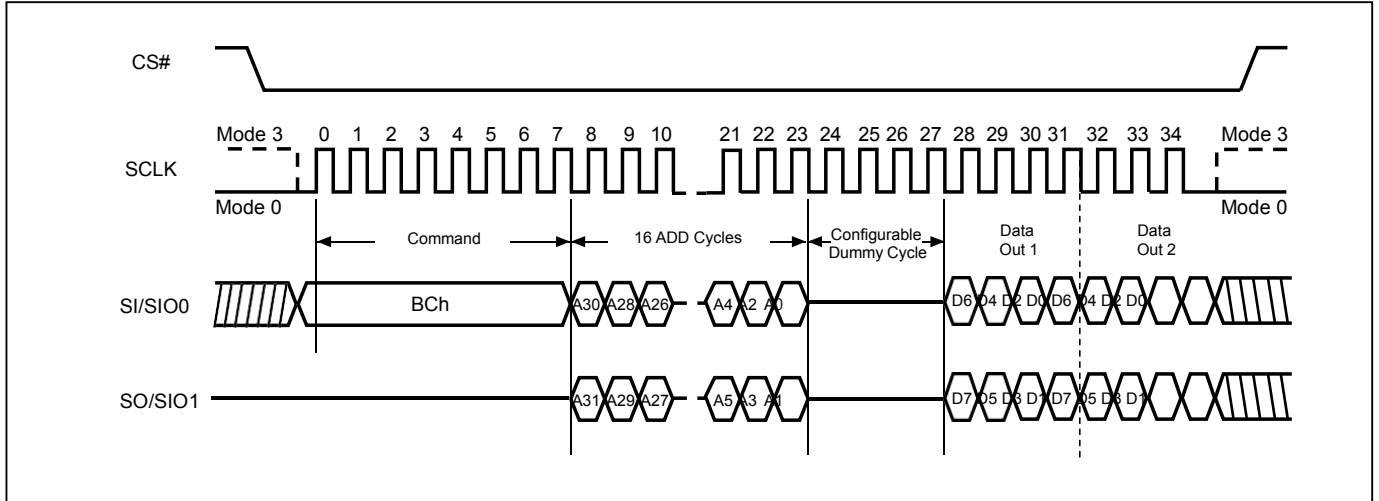 CS#
Mode 3 0 1 2 3 4 5 6 7 8 9 10 21 22 23 24 25 26 27 28 29 30 31 32 33 34 Mode 3
SCLK
Mode 0 Mode 0
Command 16 ADD Cycles Configurable Dummy Cycle Data Out 1 Data Out 2
SI/SIO0 BCh A30 A28 A26 A4 A2 A0 D6 D4 D2 D0 D6 D4 D2 D0
SO/SIO1 A31 A29 A27 A5 A3 A1 D7 D5 D3 D1 D7 D5 D3 D1